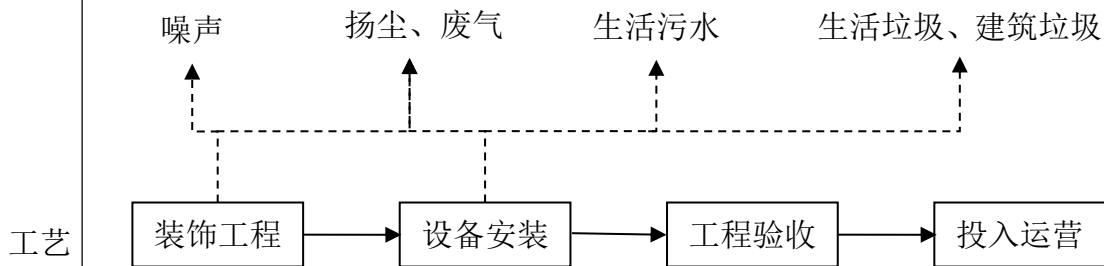 噪声 扬尘、废气 生活污水 生活垃圾、建筑垃圾
装饰工程 设备安装 工程验收 投入运营
工艺